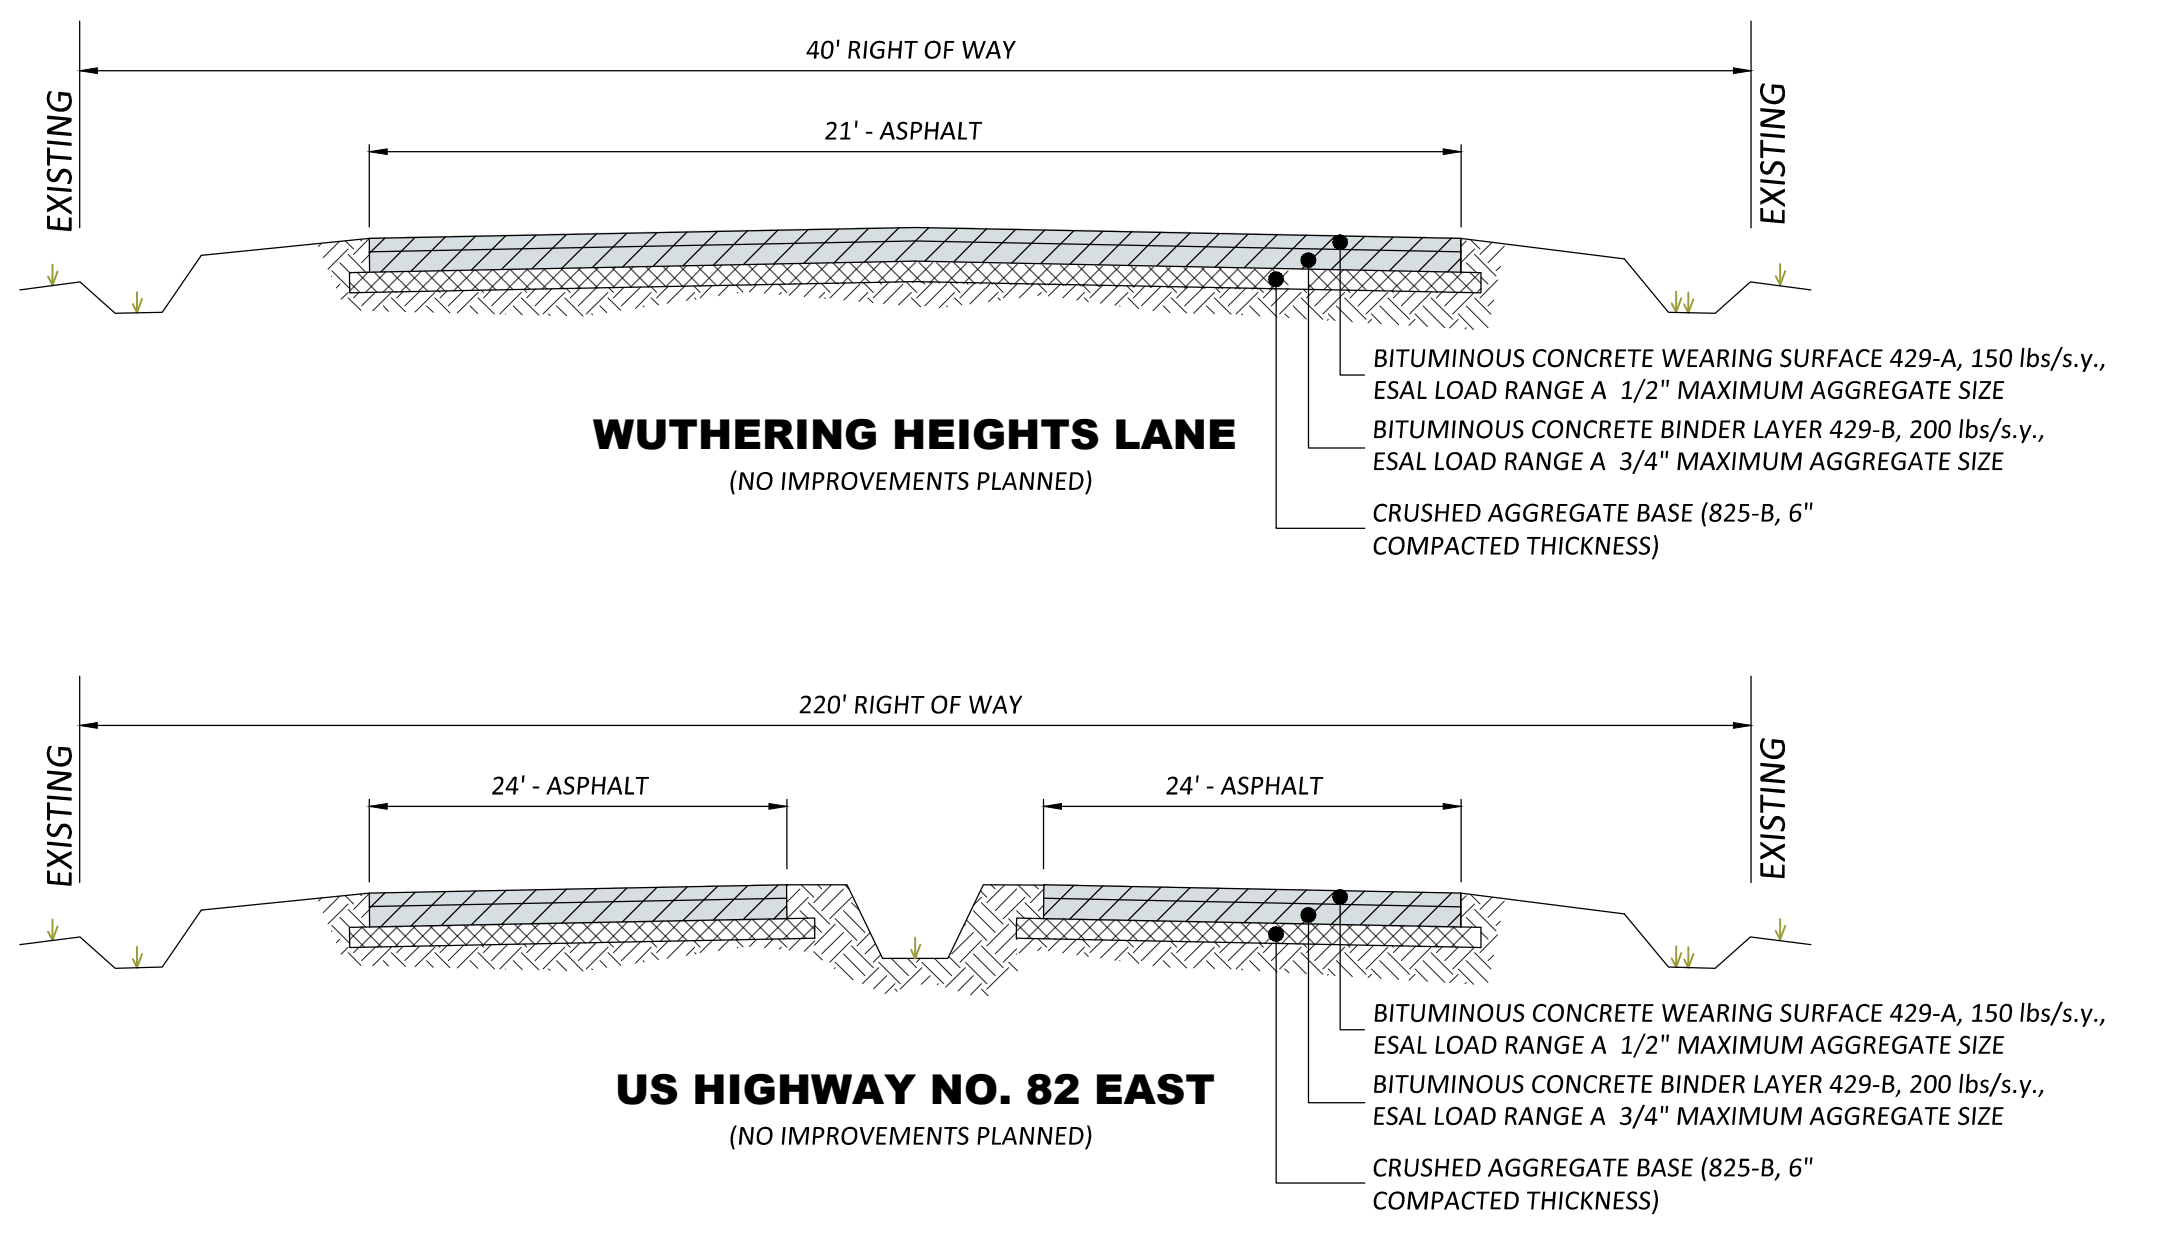 40' RIGHT OF WAY
EXISTING
EXISTING
21' - ASPHALT
BITUMINOUS CONCRETE WEARING SURFACE 429-A, 150 lbs/s.y.,
ESAL LOAD RANGE A 1/2" MAXIMUM AGGREGATE SIZE
BITUMINOUS CONCRETE BINDER LAYER 429-B, 200 lbs/s.y.,
ESAL LOAD RANGE A 3/4" MAXIMUM AGGREGATE SIZE
CRUSHED AGGREGATE BASE (825-B, 6"
COMPACTED THICKNESS)
WUTHERING HEIGHTS LANE
(NO IMPROVEMENTS PLANNED)
220' RIGHT OF WAY
EXISTING
EXISTING
24' - ASPHALT
24' - ASPHALT
BITUMINOUS CONCRETE WEARING SURFACE 429-A, 150 lbs/s.y.,
ESAL LOAD RANGE A 1/2" MAXIMUM AGGREGATE SIZE
BITUMINOUS CONCRETE BINDER LAYER 429-B, 200 lbs/s.y.,
ESAL LOAD RANGE A 3/4" MAXIMUM AGGREGATE SIZE
CRUSHED AGGREGATE BASE (825-B, 6"
COMPACTED THICKNESS)
US HIGHWAY NO. 82 EAST
(NO IMPROVEMENTS PLANNED)